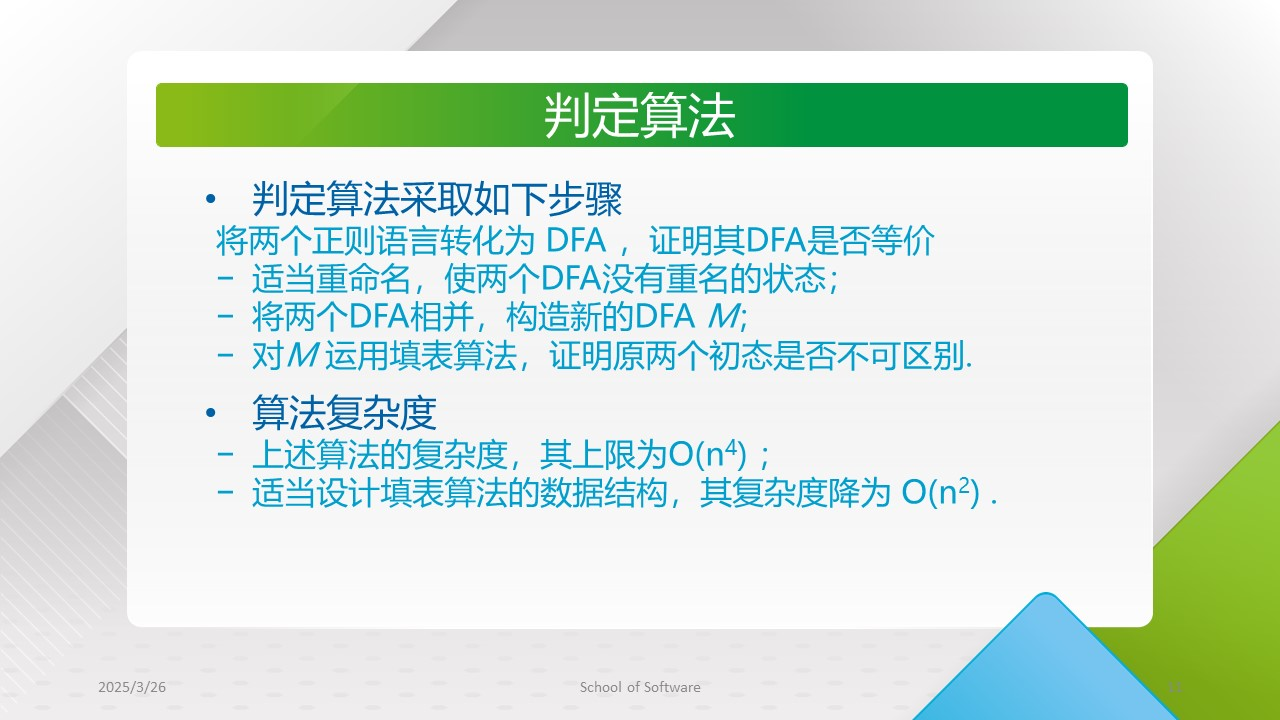 判定算法
• 判定算法采取如下步骤
将两个正则语言转化为 DFA ，证明其DFA是否等价
− 适当重命名，使两个DFA没有重名的状态；
− 将两个DFA相并，构造新的DFA M；
− 对M 运用填表算法，证明原两个初态是否不可区别.
• 算法复杂度
− 上述算法的复杂度，其上限为O(n⁴) ；
− 适当设计填表算法的数据结构，其复杂度降为 O(n²) .
2025/3/26
School of Software